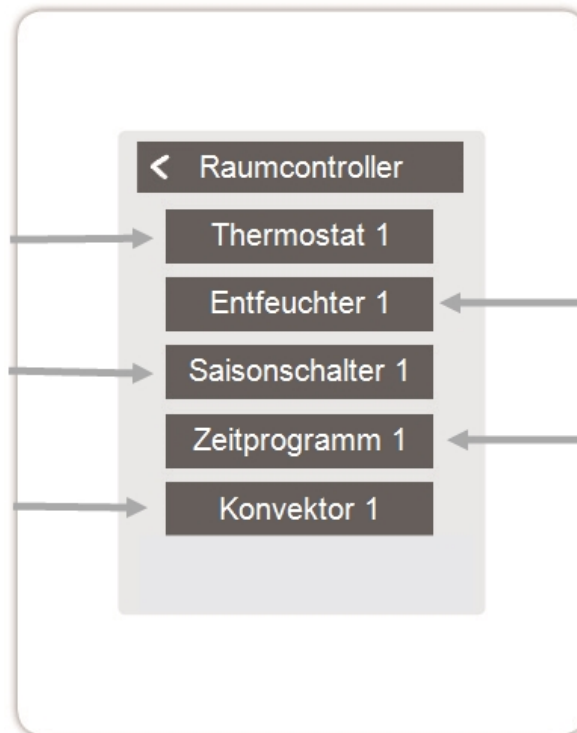 < Raumcontroller
Thermostat 1
Entfeuchter 1
Saisonschalter 1
Zeitprogramm 1
Konvektor 1